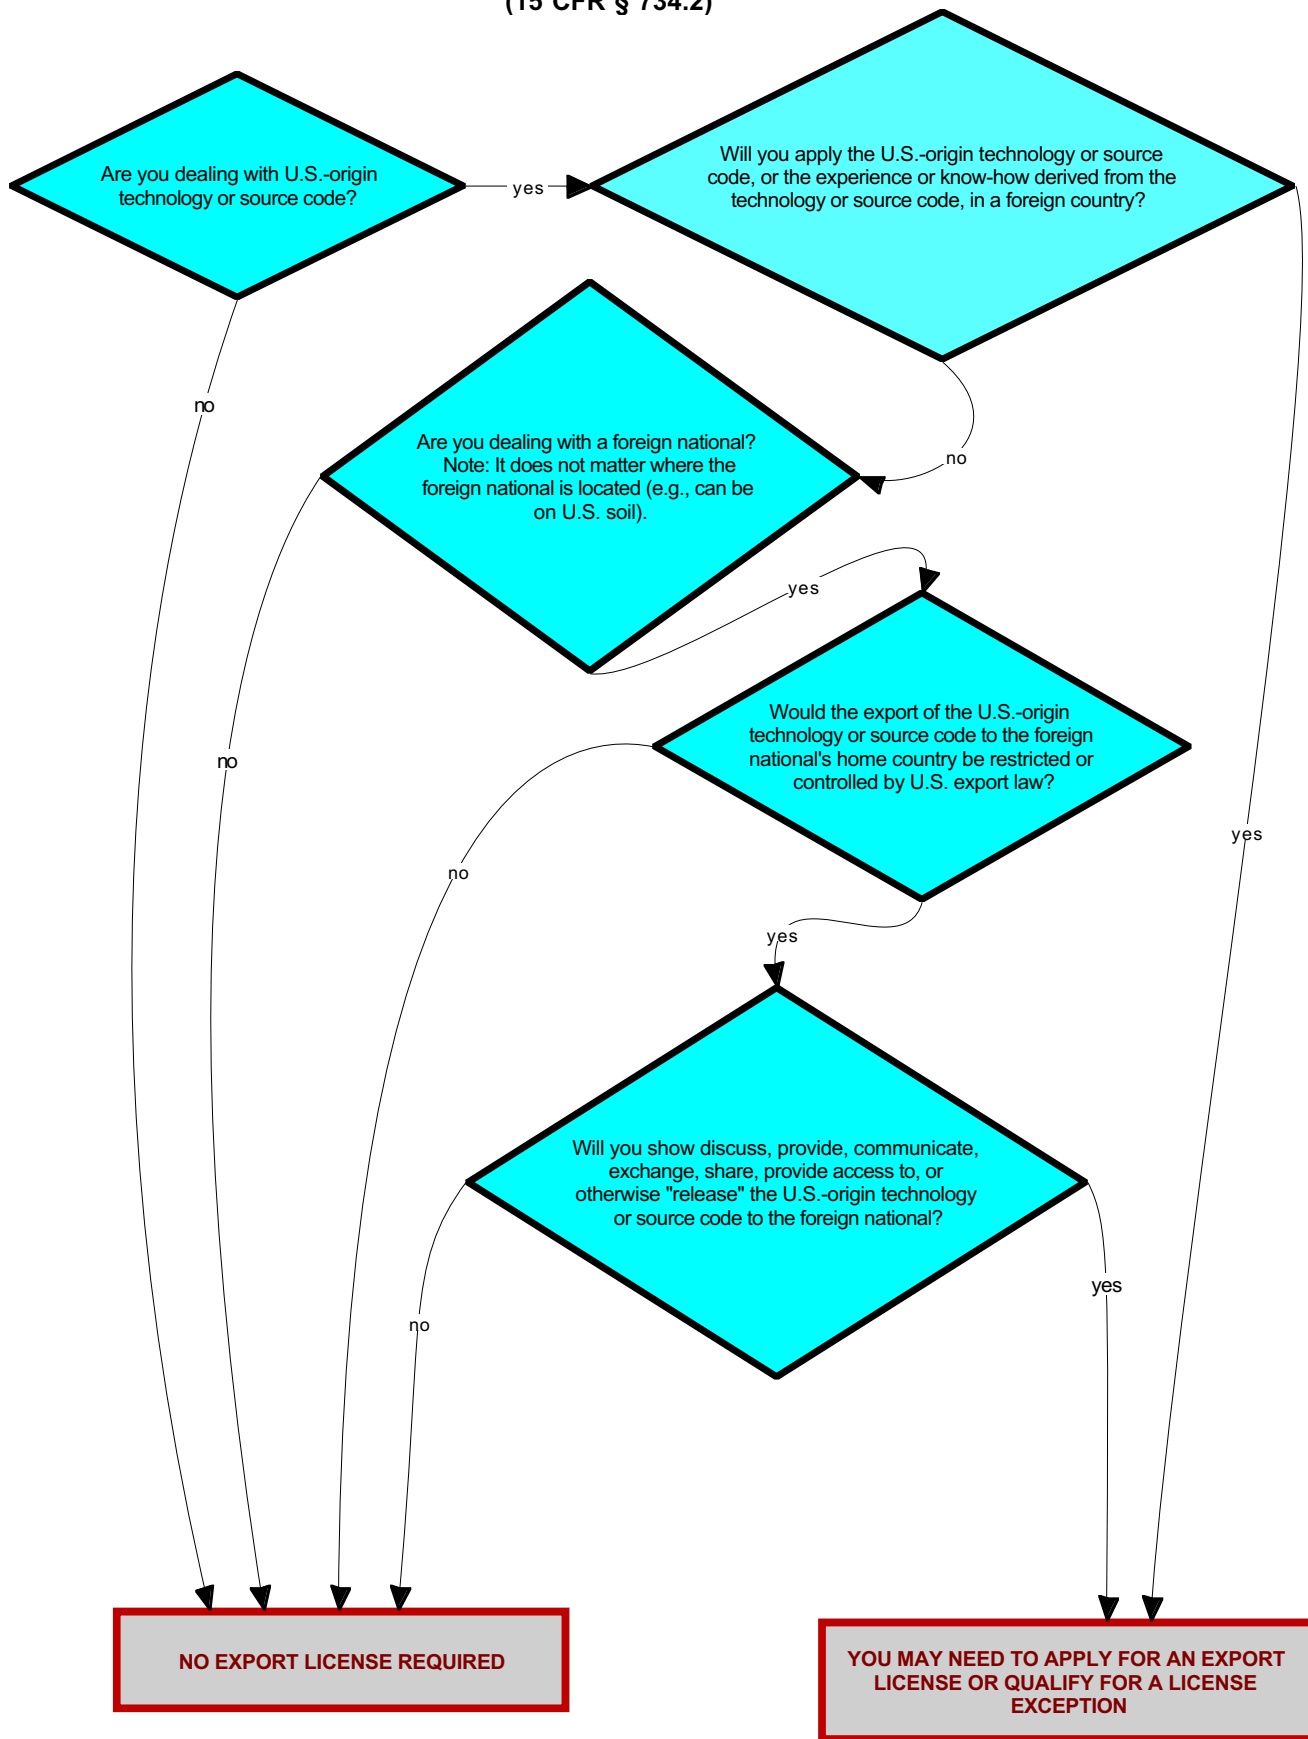 (15 CFR § 734.2)
Are you dealing with U.S.-origin
technology or source code?
yes
Will you apply the U.S.-origin technology or source
code, or the experience or know-how derived from the
technology or source code, in a foreign country?
no
Are you dealing with a foreign national?
Note: It does not matter where the
foreign national is located (e.g., can be
on U.S. soil).
no
yes
Would the export of the U.S.-origin
technology or source code to the foreign
national's home country be restricted or
controlled by U.S. export law?
no
yes
no
yes
Will you show discuss, provide, communicate,
exchange, share, provide access to, or
otherwise "release" the U.S.-origin technology
or source code to the foreign national?
yes
no
NO EXPORT LICENSE REQUIRED
YOU MAY NEED TO APPLY FOR AN EXPORT
LICENSE OR QUALIFY FOR A LICENSE
EXCEPTION